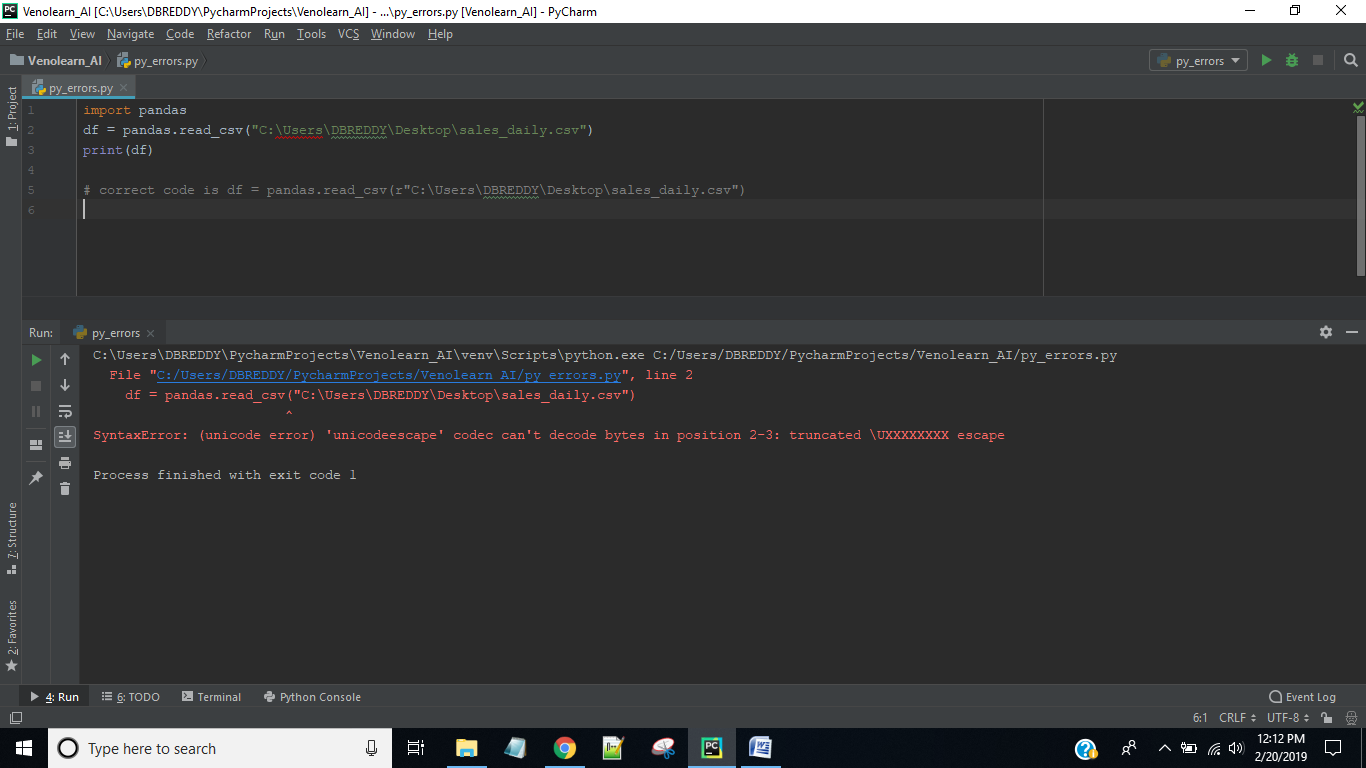 Venolearn_AI [C:\Users\DBREDDY\PycharmProjects\Venolearn_AI] - ...\py_errors.py [Venolearn_AI] - PyCharm
File Edit View Navigate Code Refactor Run Tools VCS Window Help
Venolearn_AI py_errors.py py_errors
py_errors.py
1: Project
1 import pandas
2 df = pandas.read_csv("C:\Users\DBREDDY\Desktop\sales_daily.csv")
3 print(df)
4
5 # correct code is df = pandas.read_csv(r"C:\Users\DBREDDY\Desktop\sales_daily.csv")
6
Run: py_errors
C:\Users\DBREDDY\PycharmProjects\Venolearn_AI\venv\Scripts\python.exe C:/Users/DBREDDY/PycharmProjects/Venolearn_AI/py_errors.py
File "C:/Users/DBREDDY/PycharmProjects/Venolearn_AI/py_errors.py", line 2
df = pandas.read_csv("C:\Users\DBREDDY\Desktop\sales_daily.csv")
^
SyntaxError: (unicode error) 'unicodeescape' codec can't decode bytes in position 2-3: truncated \UXXXXXXXX escape
Process finished with exit code 1
7: Structure
2: Favorites
4: Run 6: TODO Terminal Python Console Event Log
6:1 CRLF UTF-8
Type here to search
12:12 PM
2/20/2019